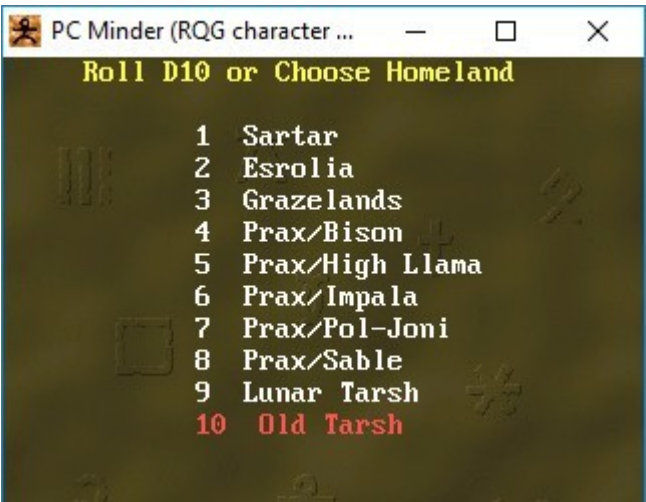 PC Minder (RQG character ...
Roll D10 or Choose Homeland
1 Sartar
2 Esrolia
3 Grazelands
4 Prax/Bison
5 Prax/High Llama
6 Prax/Impala
7 Prax/Pol-Joni
8 Prax/Sable
9 Lunar Tarsh
10 Old Tarsh